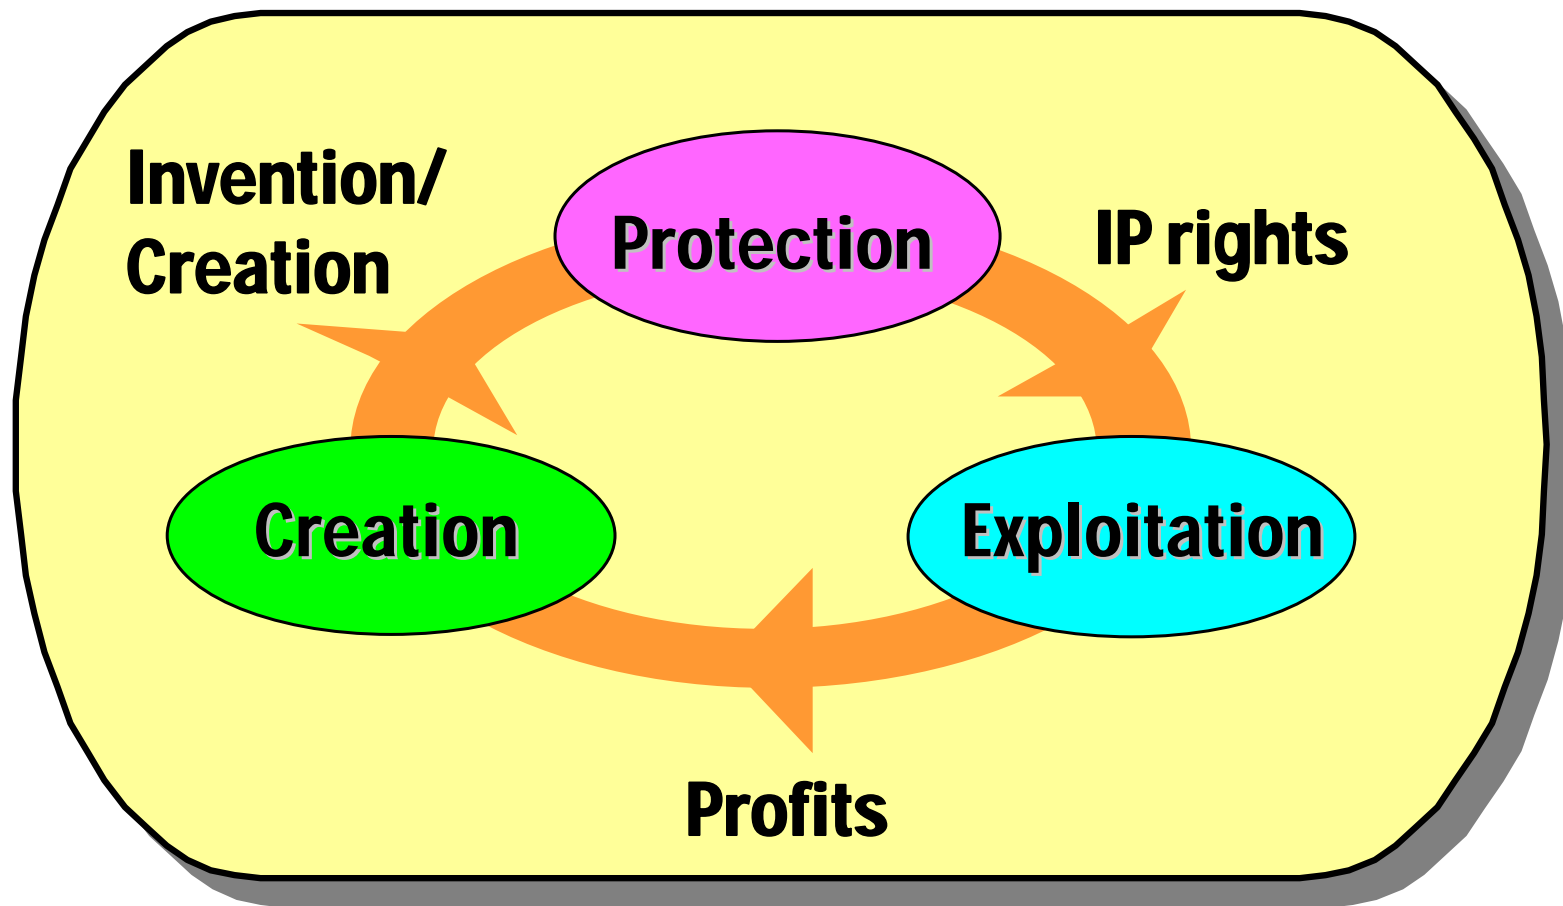 Invention/
Creation
Protection
IP rights
Creation
Exploitation
Profits